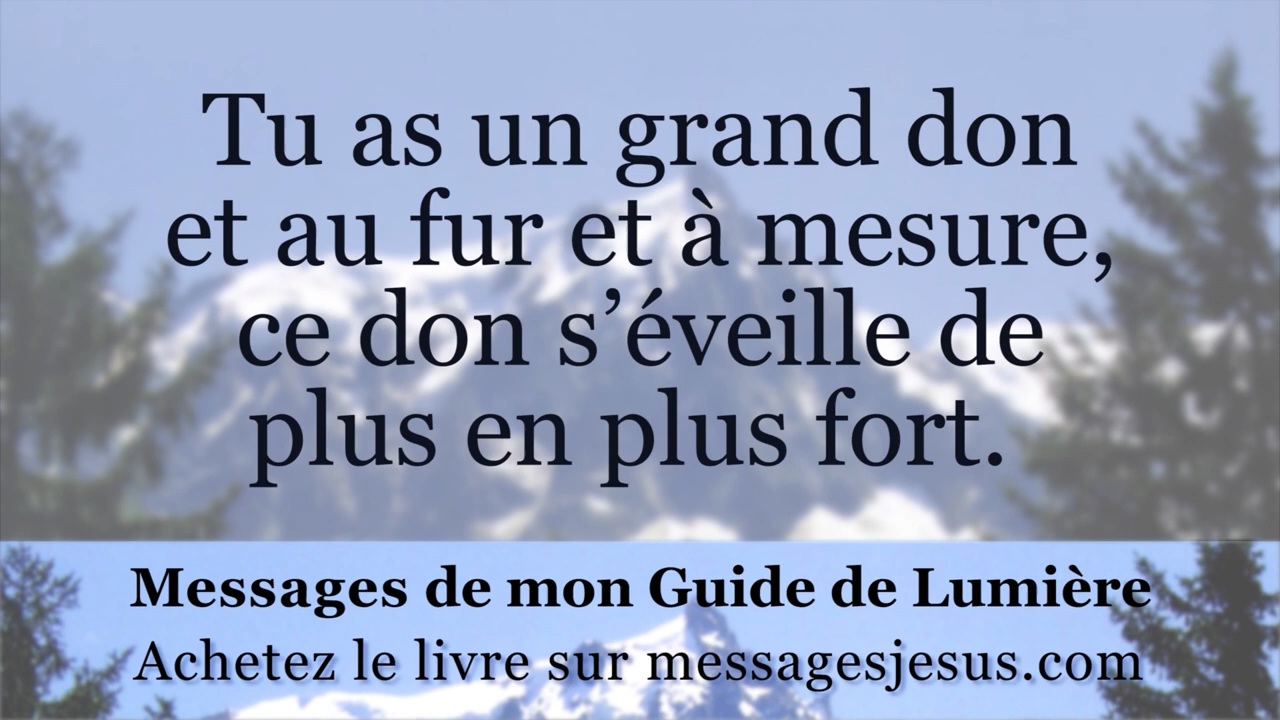 Tu as un grand don
et au fur et à mesure,
ce don s’éveille de
plus en plus fort.
Messages de mon Guide de Lumière
Achetez le livre sur messagesjesus.com